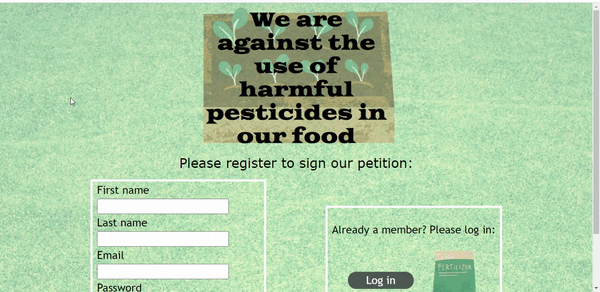 We are
against the
use of
harmful
pesticides in
our food
Please register to sign our petition:
First name
Last name
Email
Password
Already a member? Please log in:
FERTILIZER
Log in